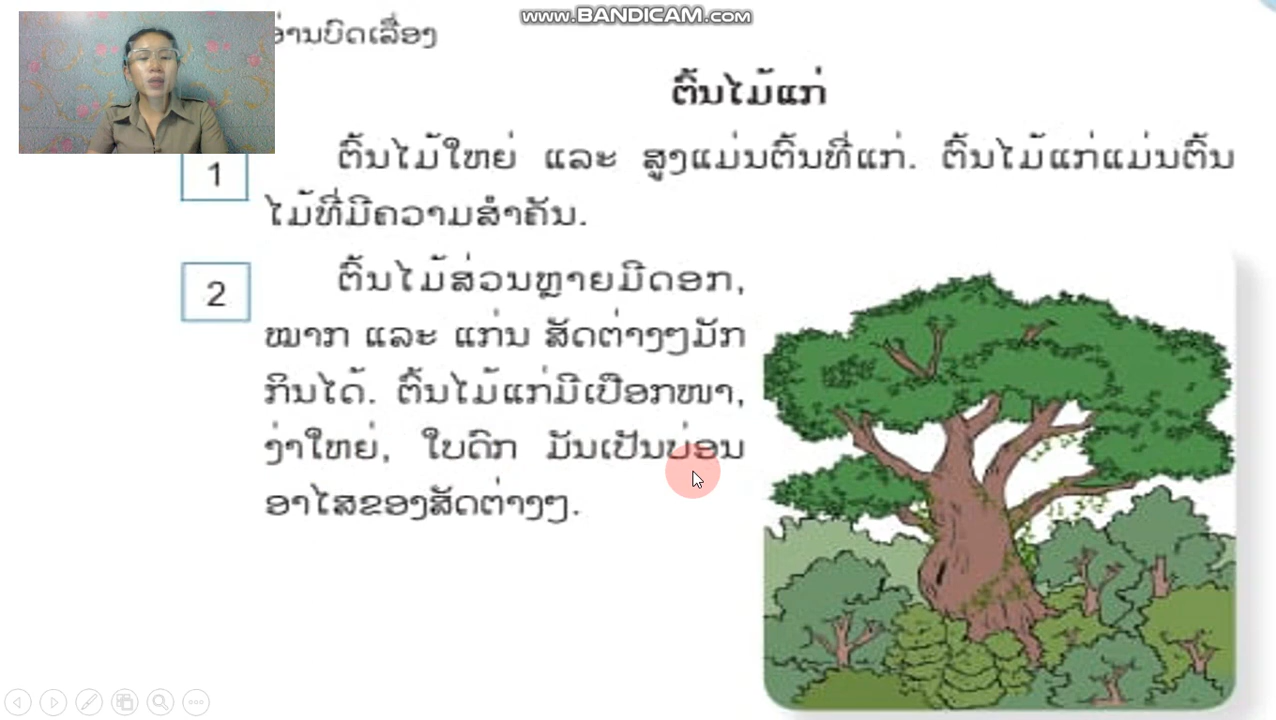 www.BANDICAM.com
ອ່ານບົດເລື່ອງ
ຕົ້ນໄມ້ແກ່
1
ຕົ້ນໄມ້ໃຫຍ່ ແລະ ສູງແມ່ນຕົ້ນທີ່ແກ່. ຕົ້ນໄມ້ແກ່ແມ່ນຕົ້ນ
ໄມ້ທີ່ມີຄວາມສຳຄັນ.
2
ຕົ້ນໄມ້ສ່ວນຫຼາຍມີດອກ,
ໝາກ ແລະ ແກ່ນ ສັດຕ່າງໆມັກ
ກິນໄດ້. ຕົ້ນໄມ້ແກ່ມີເປືອກໜາ,
ງ່າໃຫຍ່, ໃບດົກ ມັນເປັນບ່ອນ
ອາໄສຂອງສັດຕ່າງໆ.